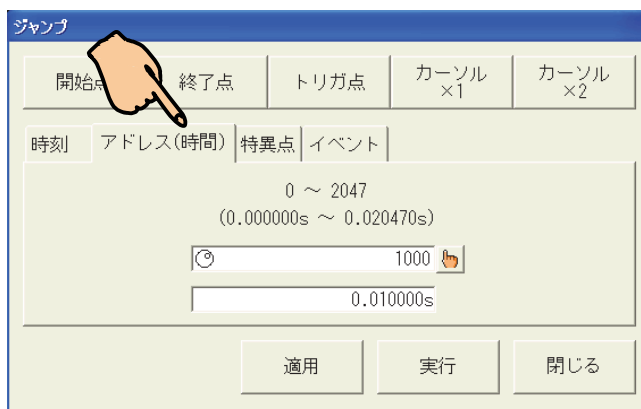 ジャンプ
開始点
終了点
トリガ点
カーソル
×1
カーソル
×2
時刻
アドレス(時間)
特異点
イベント
0 ～ 2047
(0.000000s ～ 0.020470s)
1000
0.010000s
適用
実行
閉じる